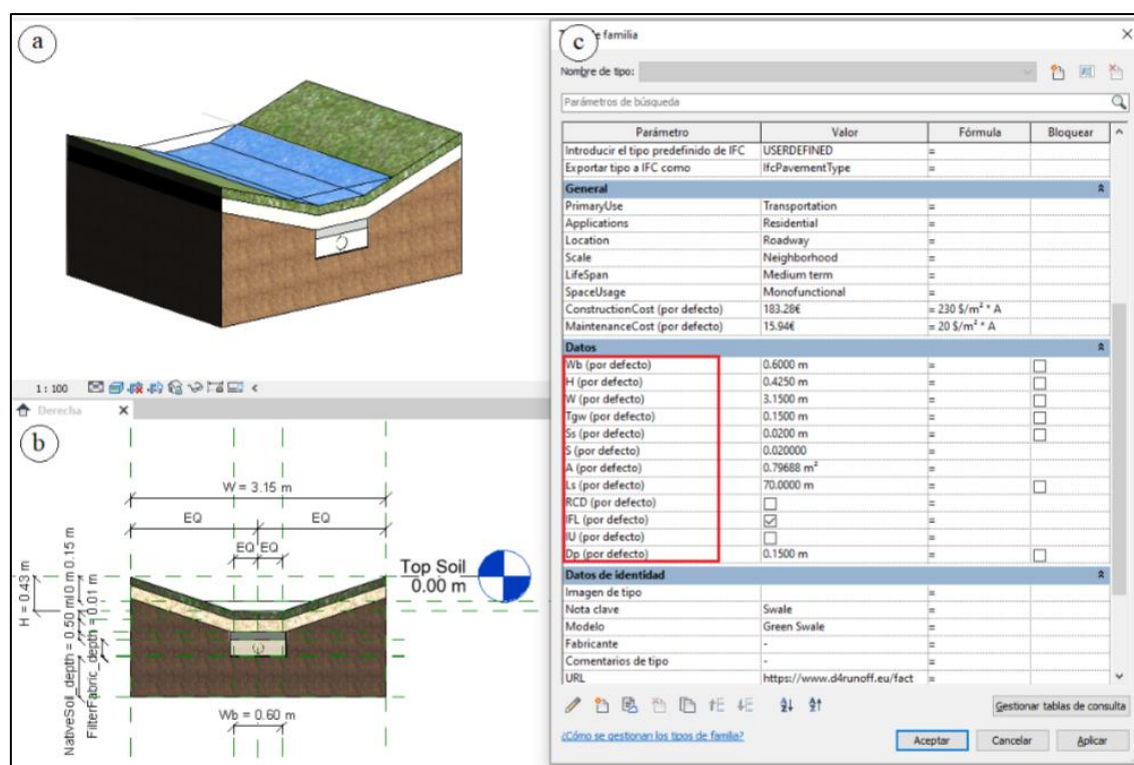 a
1 : 100
Derecha
b
W = 3.15 m
EQ
EQ
EQ
EQ
Top Soil
0.00 m
H = 0.43 m
0.15 m
NativeSoil_depth = 0.50 m
FilterFabric_depth = 0.01 m
Wb = 0.60 m
c
de familia
Nombre de tipo:
Parámetros de búsqueda
Parámetro Valor Fórmula Bloquear
Introducir el tipo predefinido de IFC USERDEFINED =
Exportar tipo a IFC como IfcPavementType =
General
PrimaryUse Transportation =
Applications Residential =
Location Roadway =
Scale Neighborhood =
LifeSpan Medium term =
SpaceUsage Monofunctional =
ConstructionCost (por defecto) 183.28€ = 230 $/m² * A
MaintenanceCost (por defecto) 15.94€ = 20 $/m² * A
Datos
Wb (por defecto) 0.6000 m =
H (por defecto) 0.4250 m =
W (por defecto) 3.1500 m =
Tgw (por defecto) 0.1500 m =
Ss (por defecto) 0.0200 m =
S (por defecto) 0.020000 =
A (por defecto) 0.79688 m² =
Ls (por defecto) 70.0000 m =
RCD (por defecto) =
IFL (por defecto) =
IU (por defecto) =
Dp (por defecto) 0.1500 m =
Datos de identidad
Imagen de tipo =
Nota clave Swale =
Modelo Green Swale =
Fabricante - =
Comentarios de tipo - =
URL https://www.d4runoff.eu/fact =
Gestionar tablas de consulta
¿Cómo se gestionan los tipos de familia?
Aceptar Cancelar Aplicar